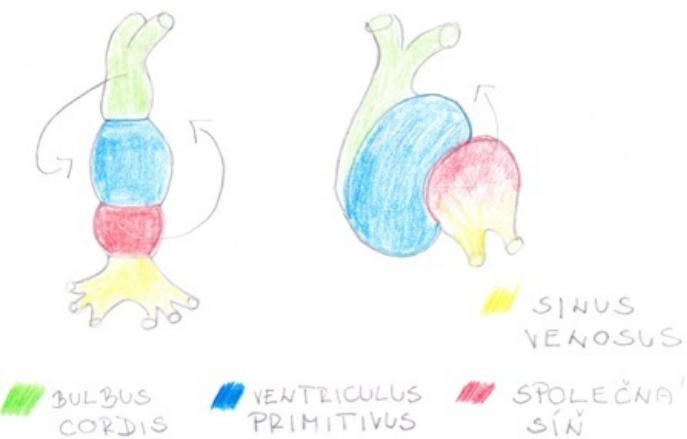 SINUS
VENOSUS
BULBUS
CORDIS
VENTRICULUS
PRIMITIVUS
SPOLEČNÁ
SÍŇ